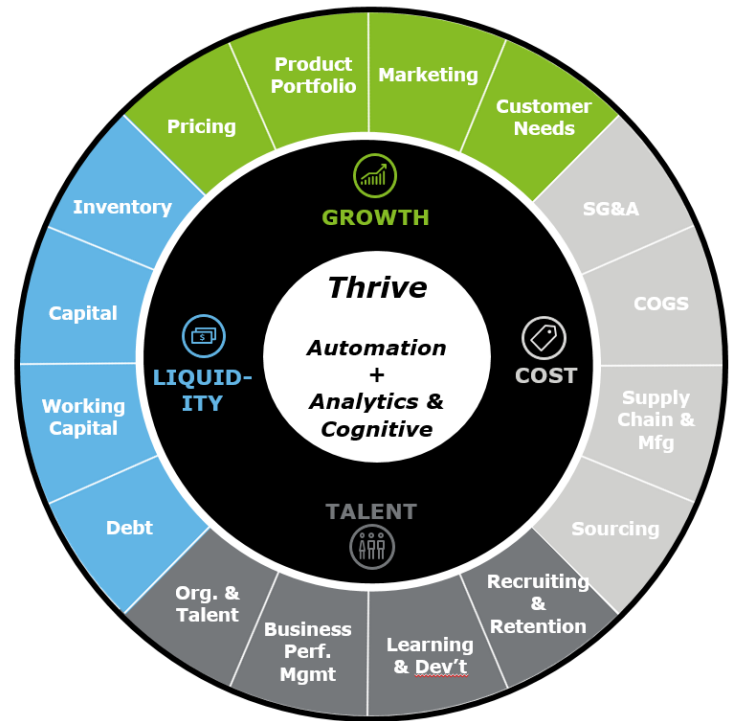 Product
Portfolio
Marketing
Pricing
Customer
Needs
Inventory
SG&A
GROWTH
Capital
COGS
Thrive
Automation
+
Analytics &
Cognitive
$
LIQUID-
ITY
COST
Working
Capital
Supply
Chain &
Mfg
Debt
Sourcing
TALENT
Org. &
Talent
Business
Perf.
Mgmt
Learning
& Dev't
Recruiting
&
Retention